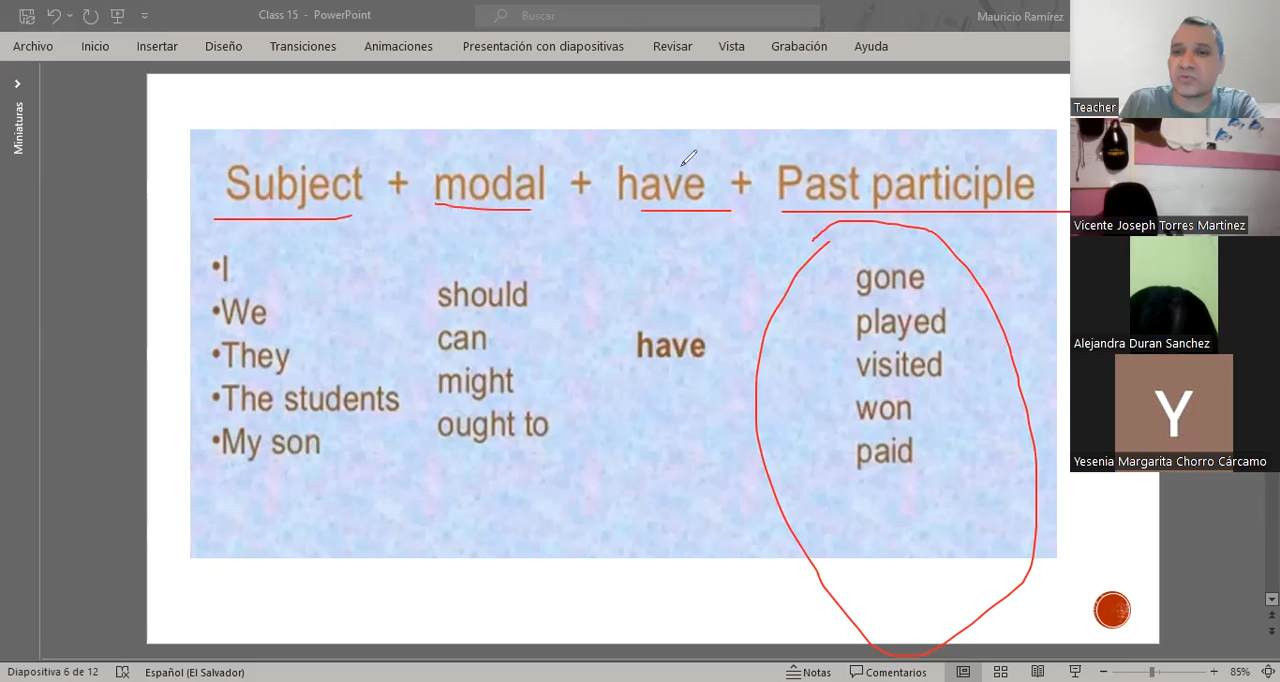 Class 15 - PowerPoint
Buscar
Mauricio Ramírez
Archivo Inicio Insertar Diseño Transiciones Animaciones Presentación con diapositivas Revisar Vista Grabación Ayuda
Miniaturas
Subject + modal + have + Past participle
•I
•We
•They
•The students
•My son
should
can
might
ought to
have
gone
played
visited
won
paid
Teacher
Vicente Joseph Torres Martinez
Alejandra Duran Sanchez
Y
Yesenia Margarita Chorro Cárcamo
Diapositiva 6 de 12 Español (El Salvador) Notas Comentarios 85%